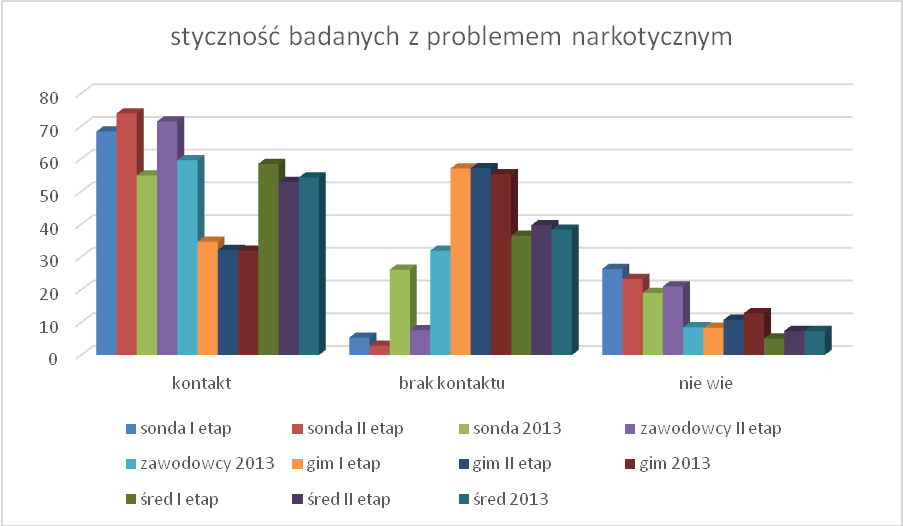 styczność badanych z problemem narkotycznym
80
70
60
50
40
30
20
10
0
kontakt brak kontaktu nie wie
sonda I etap sonda II etap sonda 2013 zawodowcy II etap
zawodowcy 2013 gim I etap gim II etap gim 2013
śred I etap śred II etap śred 2013